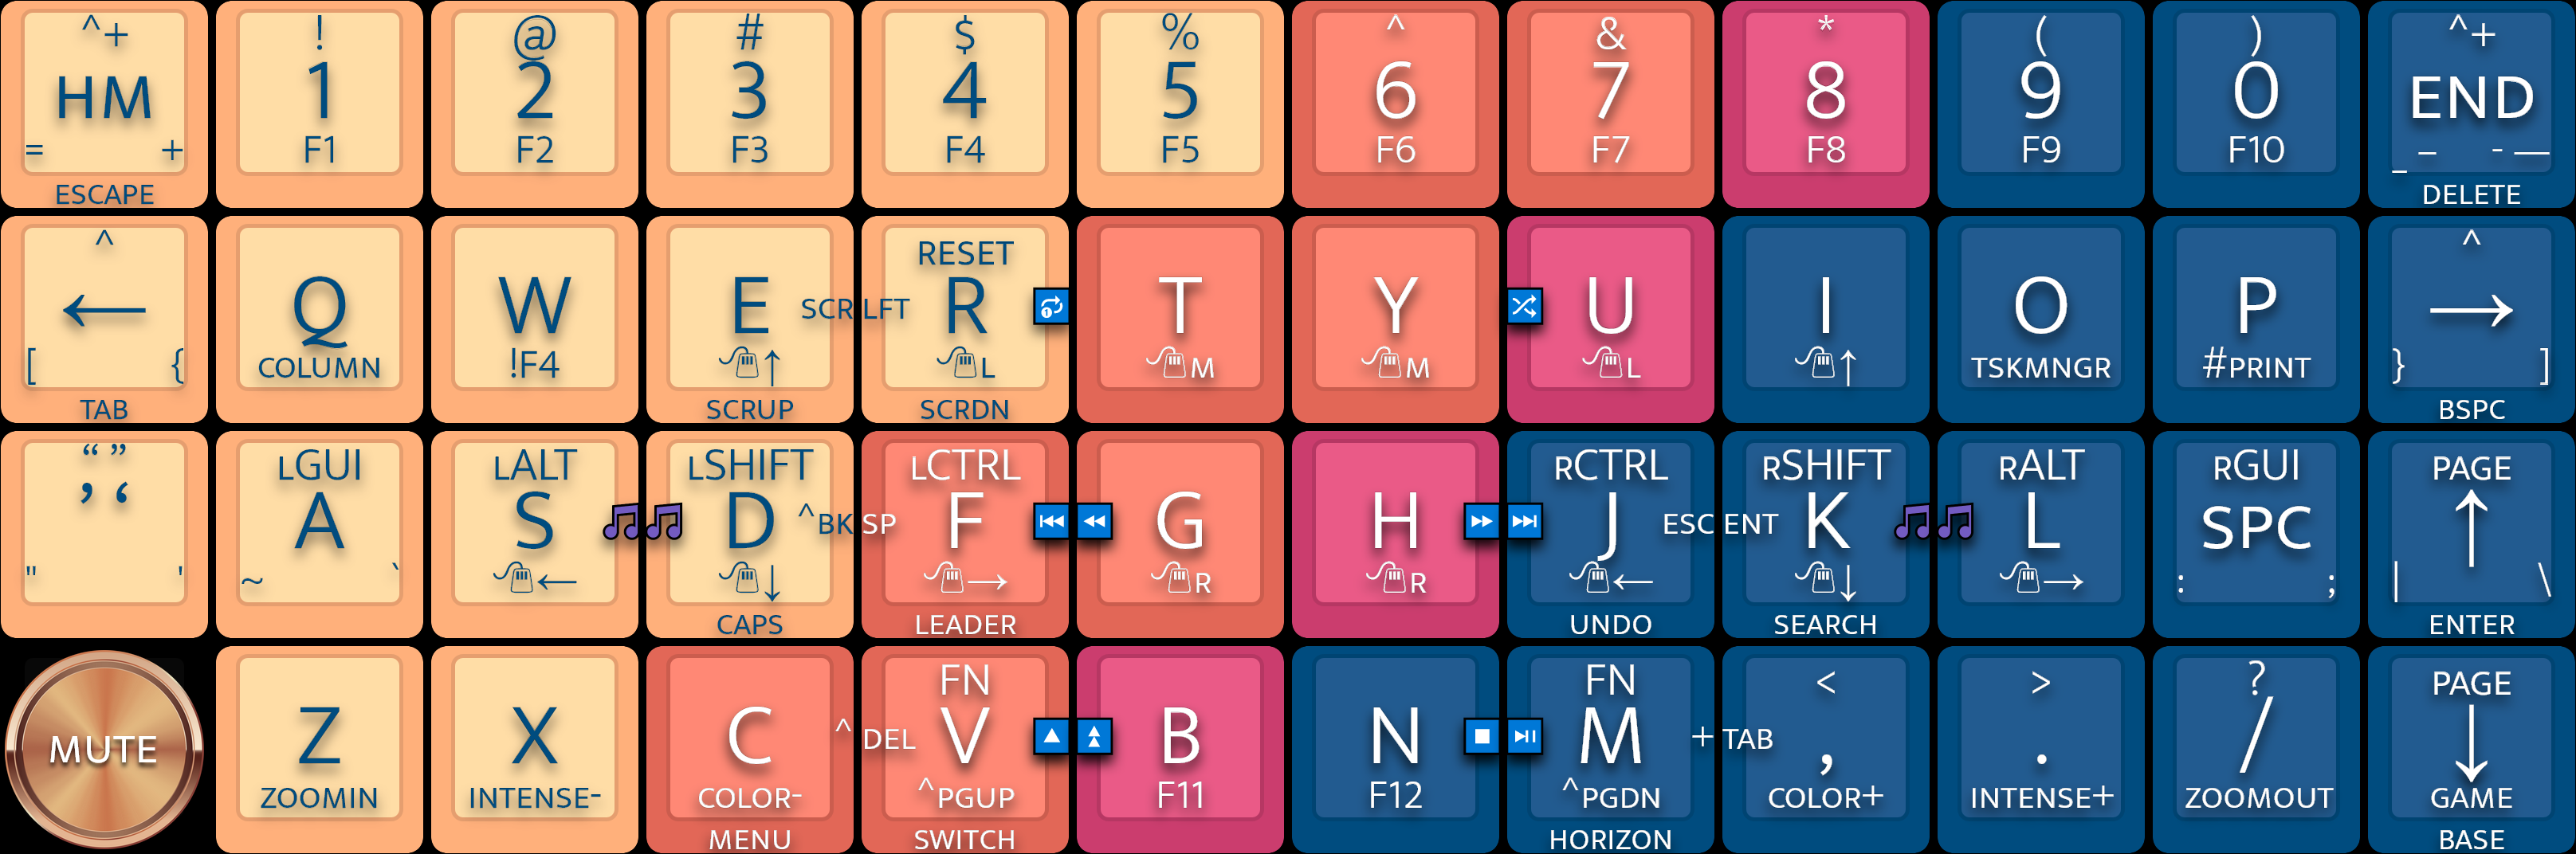 ^+ ! @ # $ % ^ & * ( ) ^+
HM 1 2 3 4 5 6 7 8 9 0 END
= + F1 F2 F3 F4 F5 F6 F7 F8 F9 F10 _ – - —
ESCAPE DELETE
^ RESET ^
← Q W E SCR LFT R T Y U I O P →
[ { COLUMN !F4 🖰↑ 🖰L 🖰M 🖰M 🖰L 🖰↑ TSKMNGR #PRINT } ]
TAB SCRUP SCRDN BSPC
“ ” LGUI LALT LSHIFT LCTRL RCTRL RSHIFT RALT RGUI PAGE
’ ‘ A S D ^BK SP F G H J ESC ENT K L SPC ↑
" ' ~ ` 🖰← 🖰↓ 🖰→ 🖰R 🖰R 🖰← 🖰↓ 🖰→ : ; | \
CAPS LEADER UNDO SEARCH ENTER
FN FN < > ? PAGE
MUTE Z X C ^ DEL V B N M + TAB , . / ↓
ZOOMIN INTENSE- COLOR- ^PGUP F11 F12 ^PGDN COLOR+ INTENSE+ ZOOMOUT GAME
MENU SWITCH HORIZON BASE